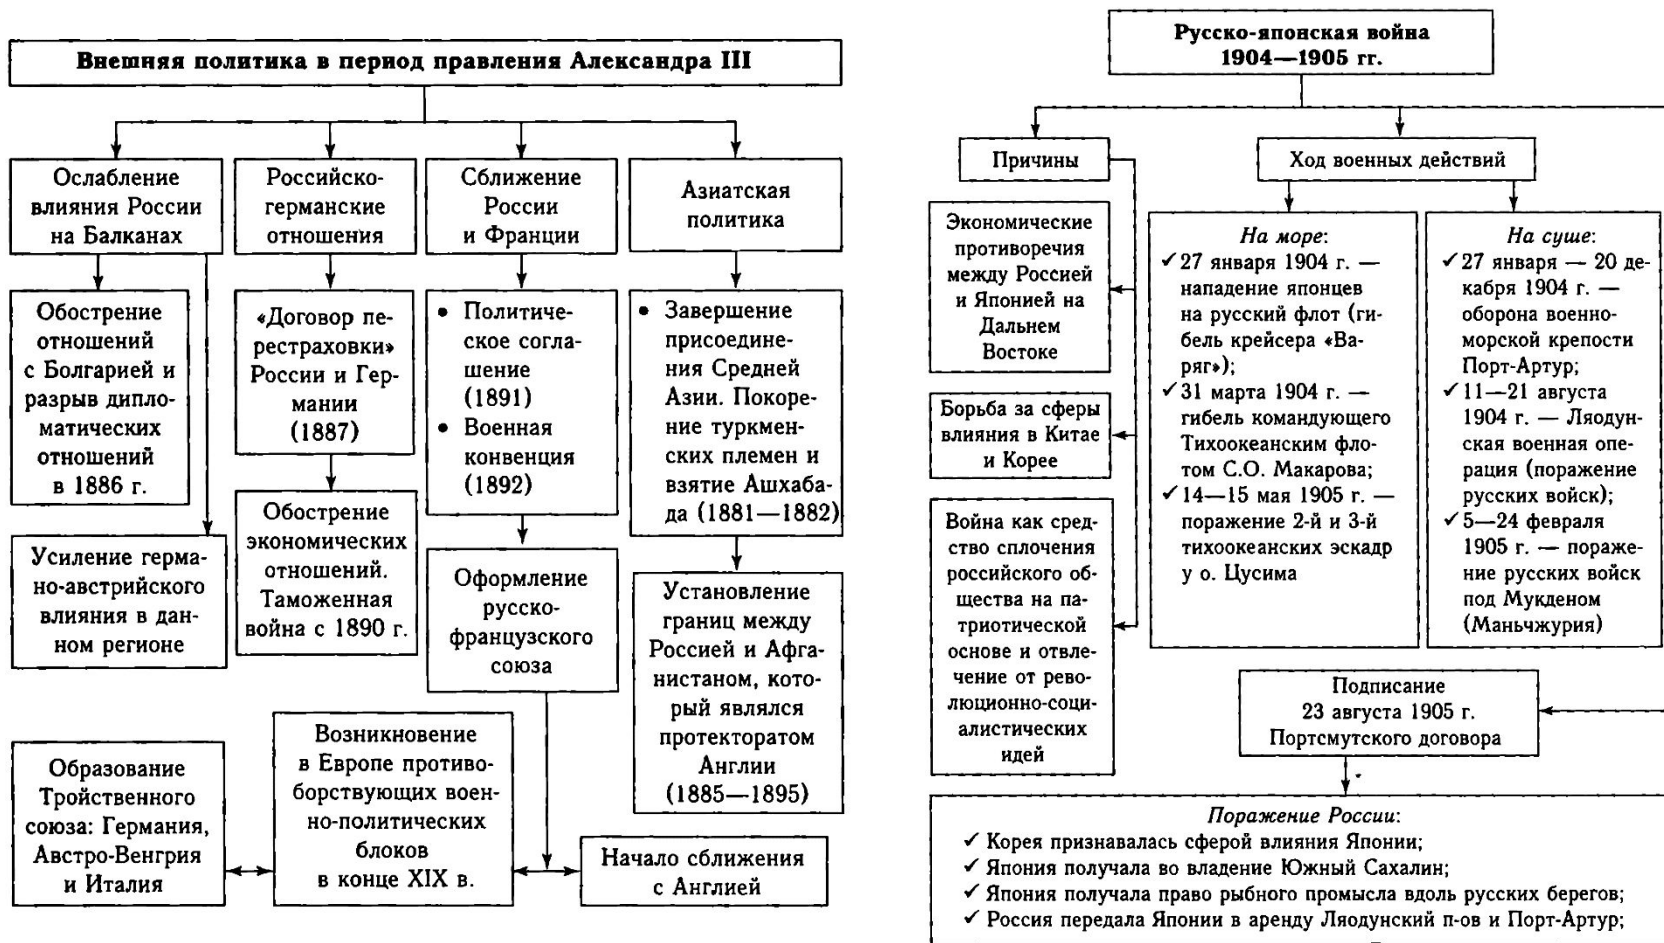 Внешняя политика в период правления Александра III
Ослабление
влияния России
на Балканах
Российско-
германские
отношения
Сближение
России
и Франции
Азиатская
политика
Обострение
отношений
с Болгарией и
разрыв дипло-
матических
отношений
в 1886 г.
«Договор пе-
рестраховки»
России и Гер-
мании
(1887)
• Политиче-
ское согла-
шение
(1891)
• Военная
конвенция
(1892)
• Завершение
присоедине-
ния Средней
Азии. Покоре-
ние туркмен-
ских племен и
взятие Ашхаба-
да (1881—1882)
Усиление герма-
но-австрийского
влияния в дан-
ном регионе
Обострение
экономических
отношений.
Таможенная
война с 1890 г.
Оформление
русско-
французского
союза
Установление
границ между
Россией и Афга-
нистаном, кото-
рый являлся
протекторатом
Англии
(1885—1895)
Образование
Тройственного
союза: Германия,
Австро-Венгрия
и Италия
Возникновение
в Европе противо-
борствующих воен-
но-политических
блоков
в конце XIX в.
Начало сближения
с Англией
Русско-японская война
1904—1905 гг.
Причины
Экономические
противоречия
между Россией
и Японией на
Дальнем
Востоке
Борьба за сферы
влияния в Китае
и Корее
Война как сред-
ство сплочения
российского об-
щества на па-
триотической
основе и отвле-
чение от рево-
люционно-соци-
алистических
идей
Ход военных действий
На море:
✓ 27 января 1904 г. —
нападение японцев
на русский флот (ги-
бель крейсера «Ва-
ряг»);
✓ 31 марта 1904 г. —
гибель командующего
Тихоокеанским фло-
том С.О. Макарова;
✓ 14—15 мая 1905 г. —
поражение 2-й и 3-й
тихоокеанских эскадр
у о. Цусима
На суше:
✓ 27 января — 20 де-
кабря 1904 г. —
оборона военно-
морской крепости
Порт-Артур;
✓ 11—21 августа
1904 г. — Ляодун-
ская военная опе-
рация (поражение
русских войск);
✓ 5—24 февраля
1905 г. — пораже-
ние русских войск
под Мукденом
(Маньчжурия)
Подписание
23 августа 1905 г.
Портсмутского договора
Поражение России:
✓ Корея признавалась сферой влияния Японии;
✓ Япония получала во владение Южный Сахалин;
✓ Япония получала право рыбного промысла вдоль русских берегов;
✓ Россия передала Японии в аренду Ляодунский п-ов и Порт-Артур;